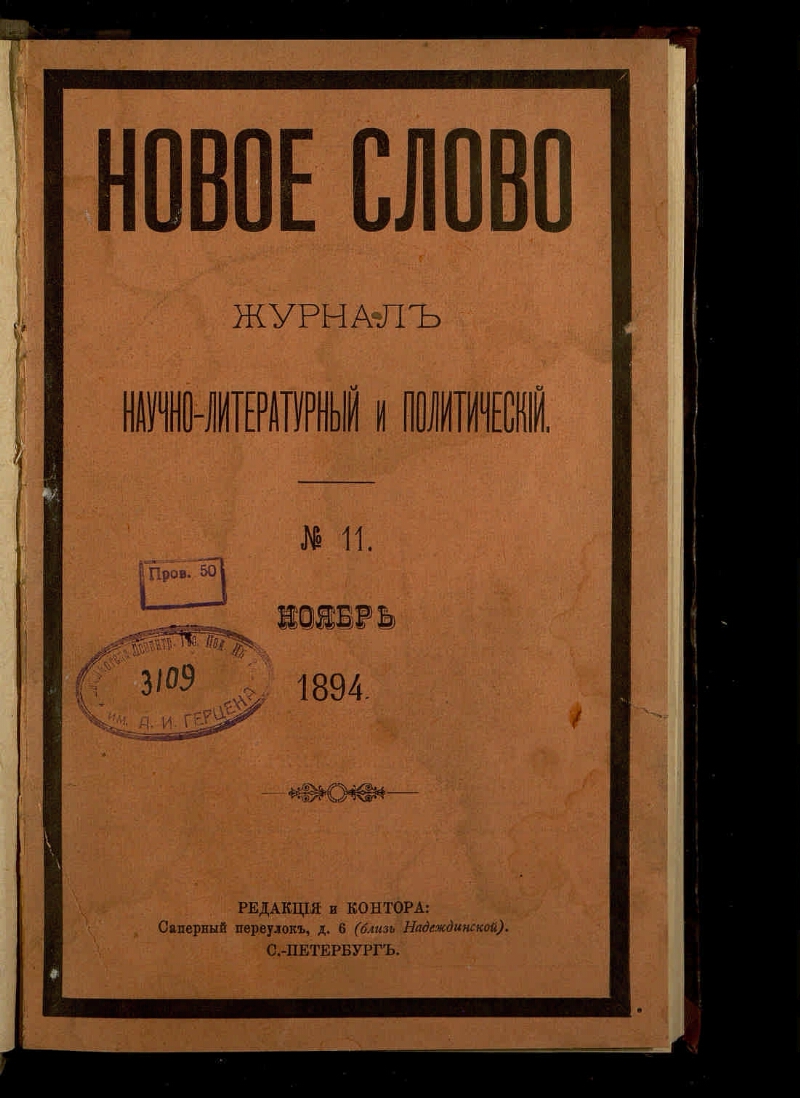 НОВОЕ СЛОВО
ЖУРНАЛЪ
НАУЧНО-ЛИТЕРАТУРНЫЙ и ПОЛИТИЧЕСКІЙ.
№ 11.
Пров. 50
НОЯБРЬ
3109
им. А. И. ГЕРЦЕНА
1894.
РЕДАКЦІЯ и КОНТОРА:
Саперный переулокъ, д. 6 (близь Надеждинской).
С.-ПЕТЕРБУРГЪ.